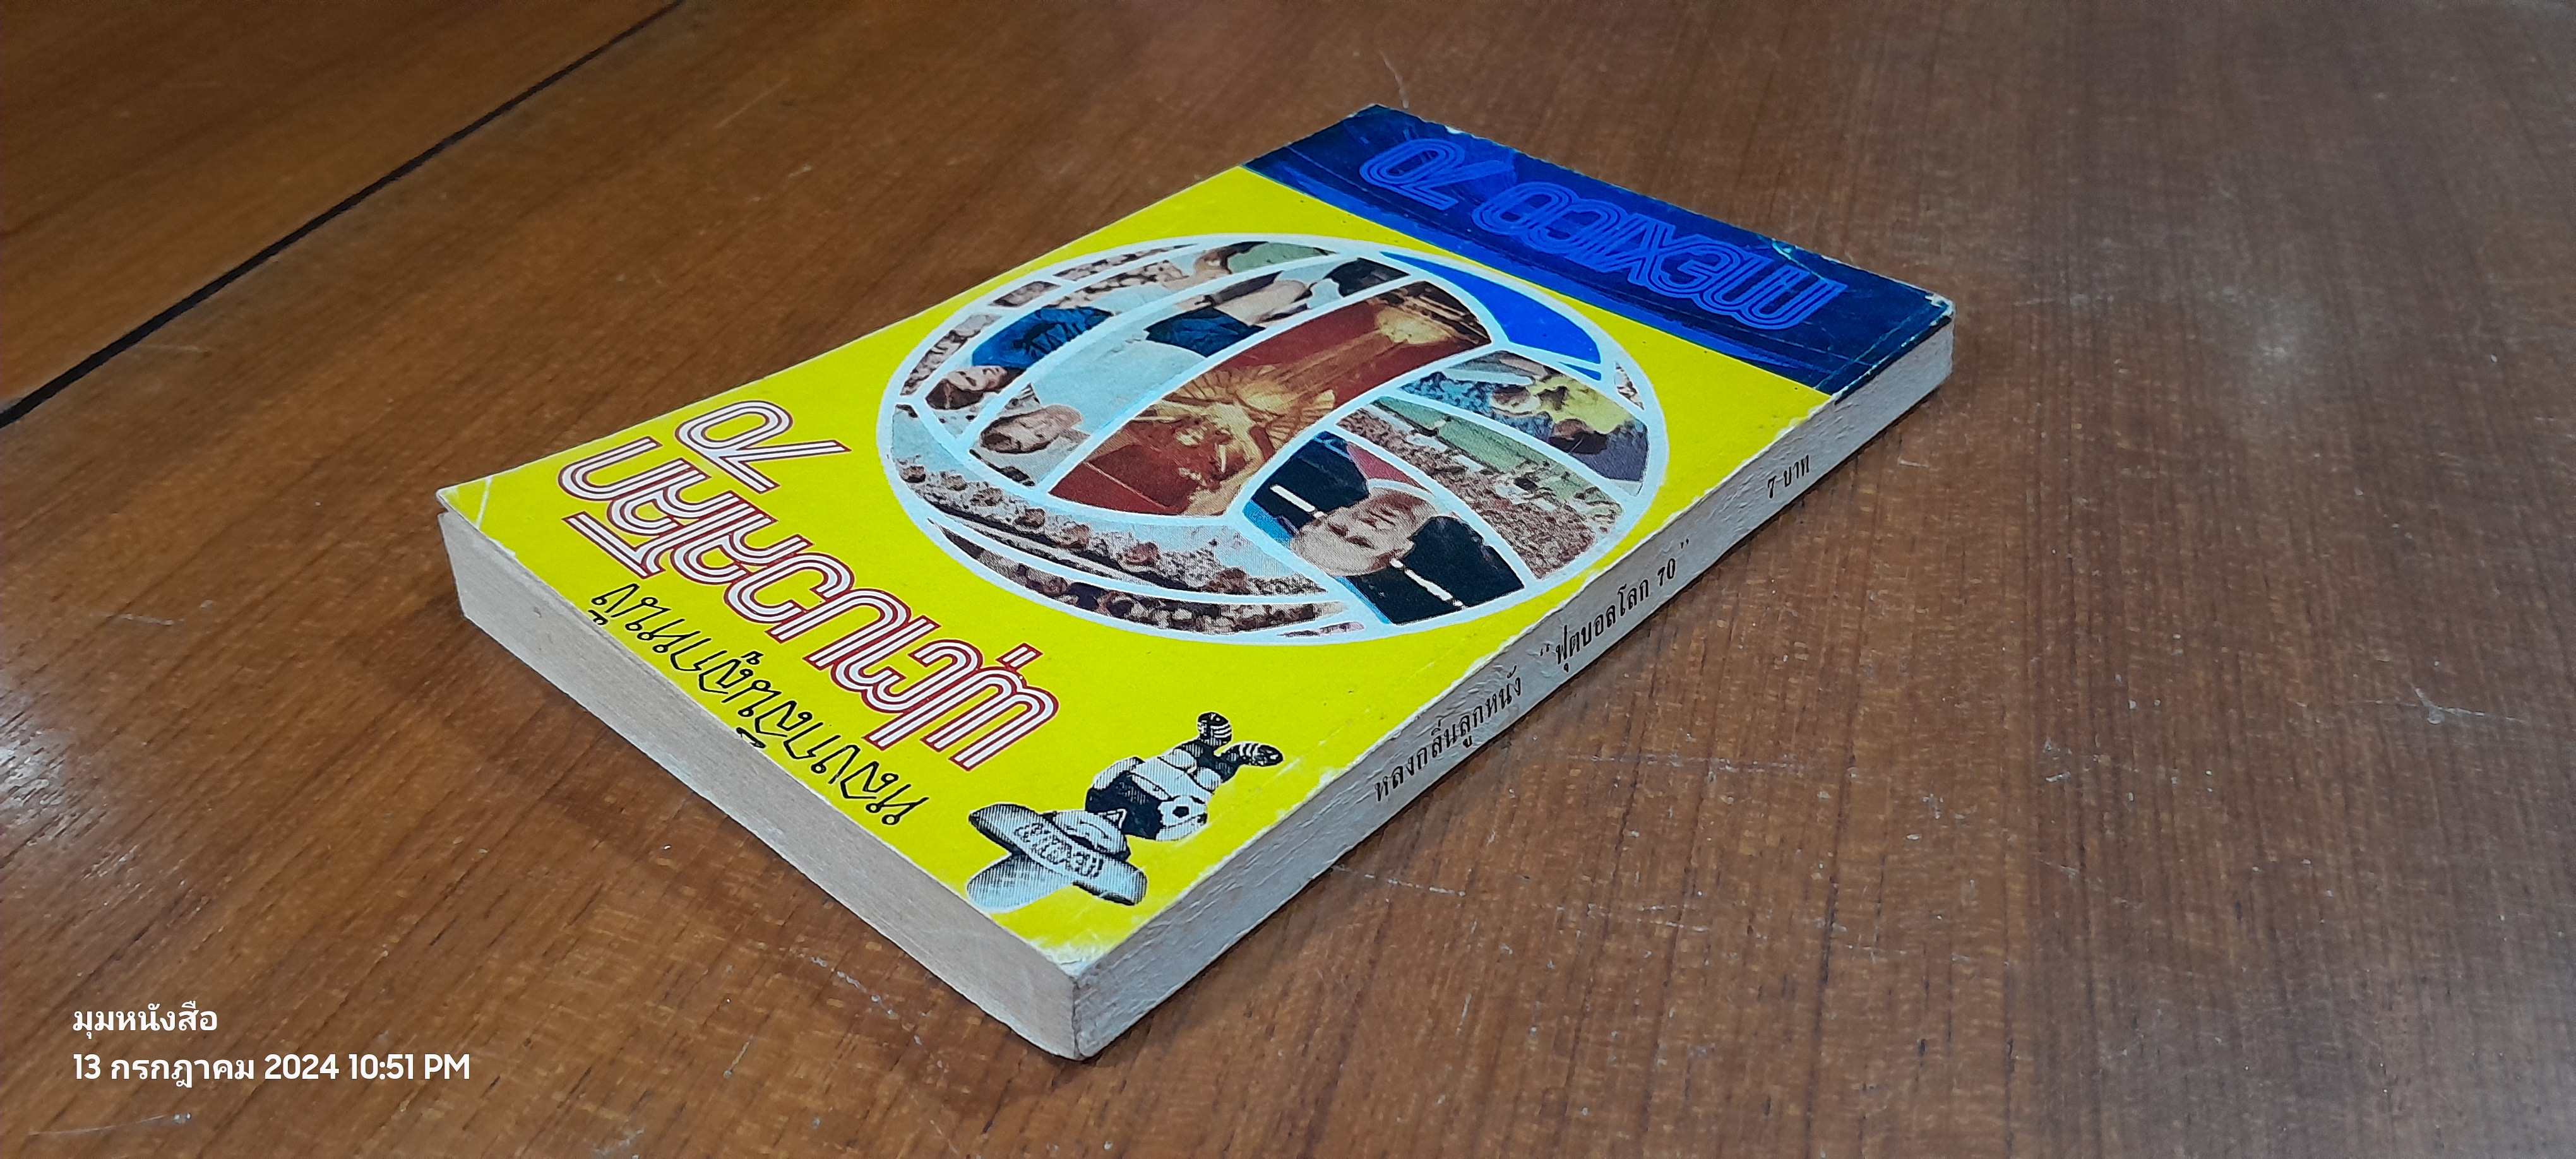 หลงกลิ่นลูกหนัง
ฟุตบอลโลก
70
mexico 70
หลงกลิ่นลูกหนัง "ฟุตบอลโลก 70" 7 บาท
มุมหนังสือ
13 กรกฎาคม 2024 10:51 PM